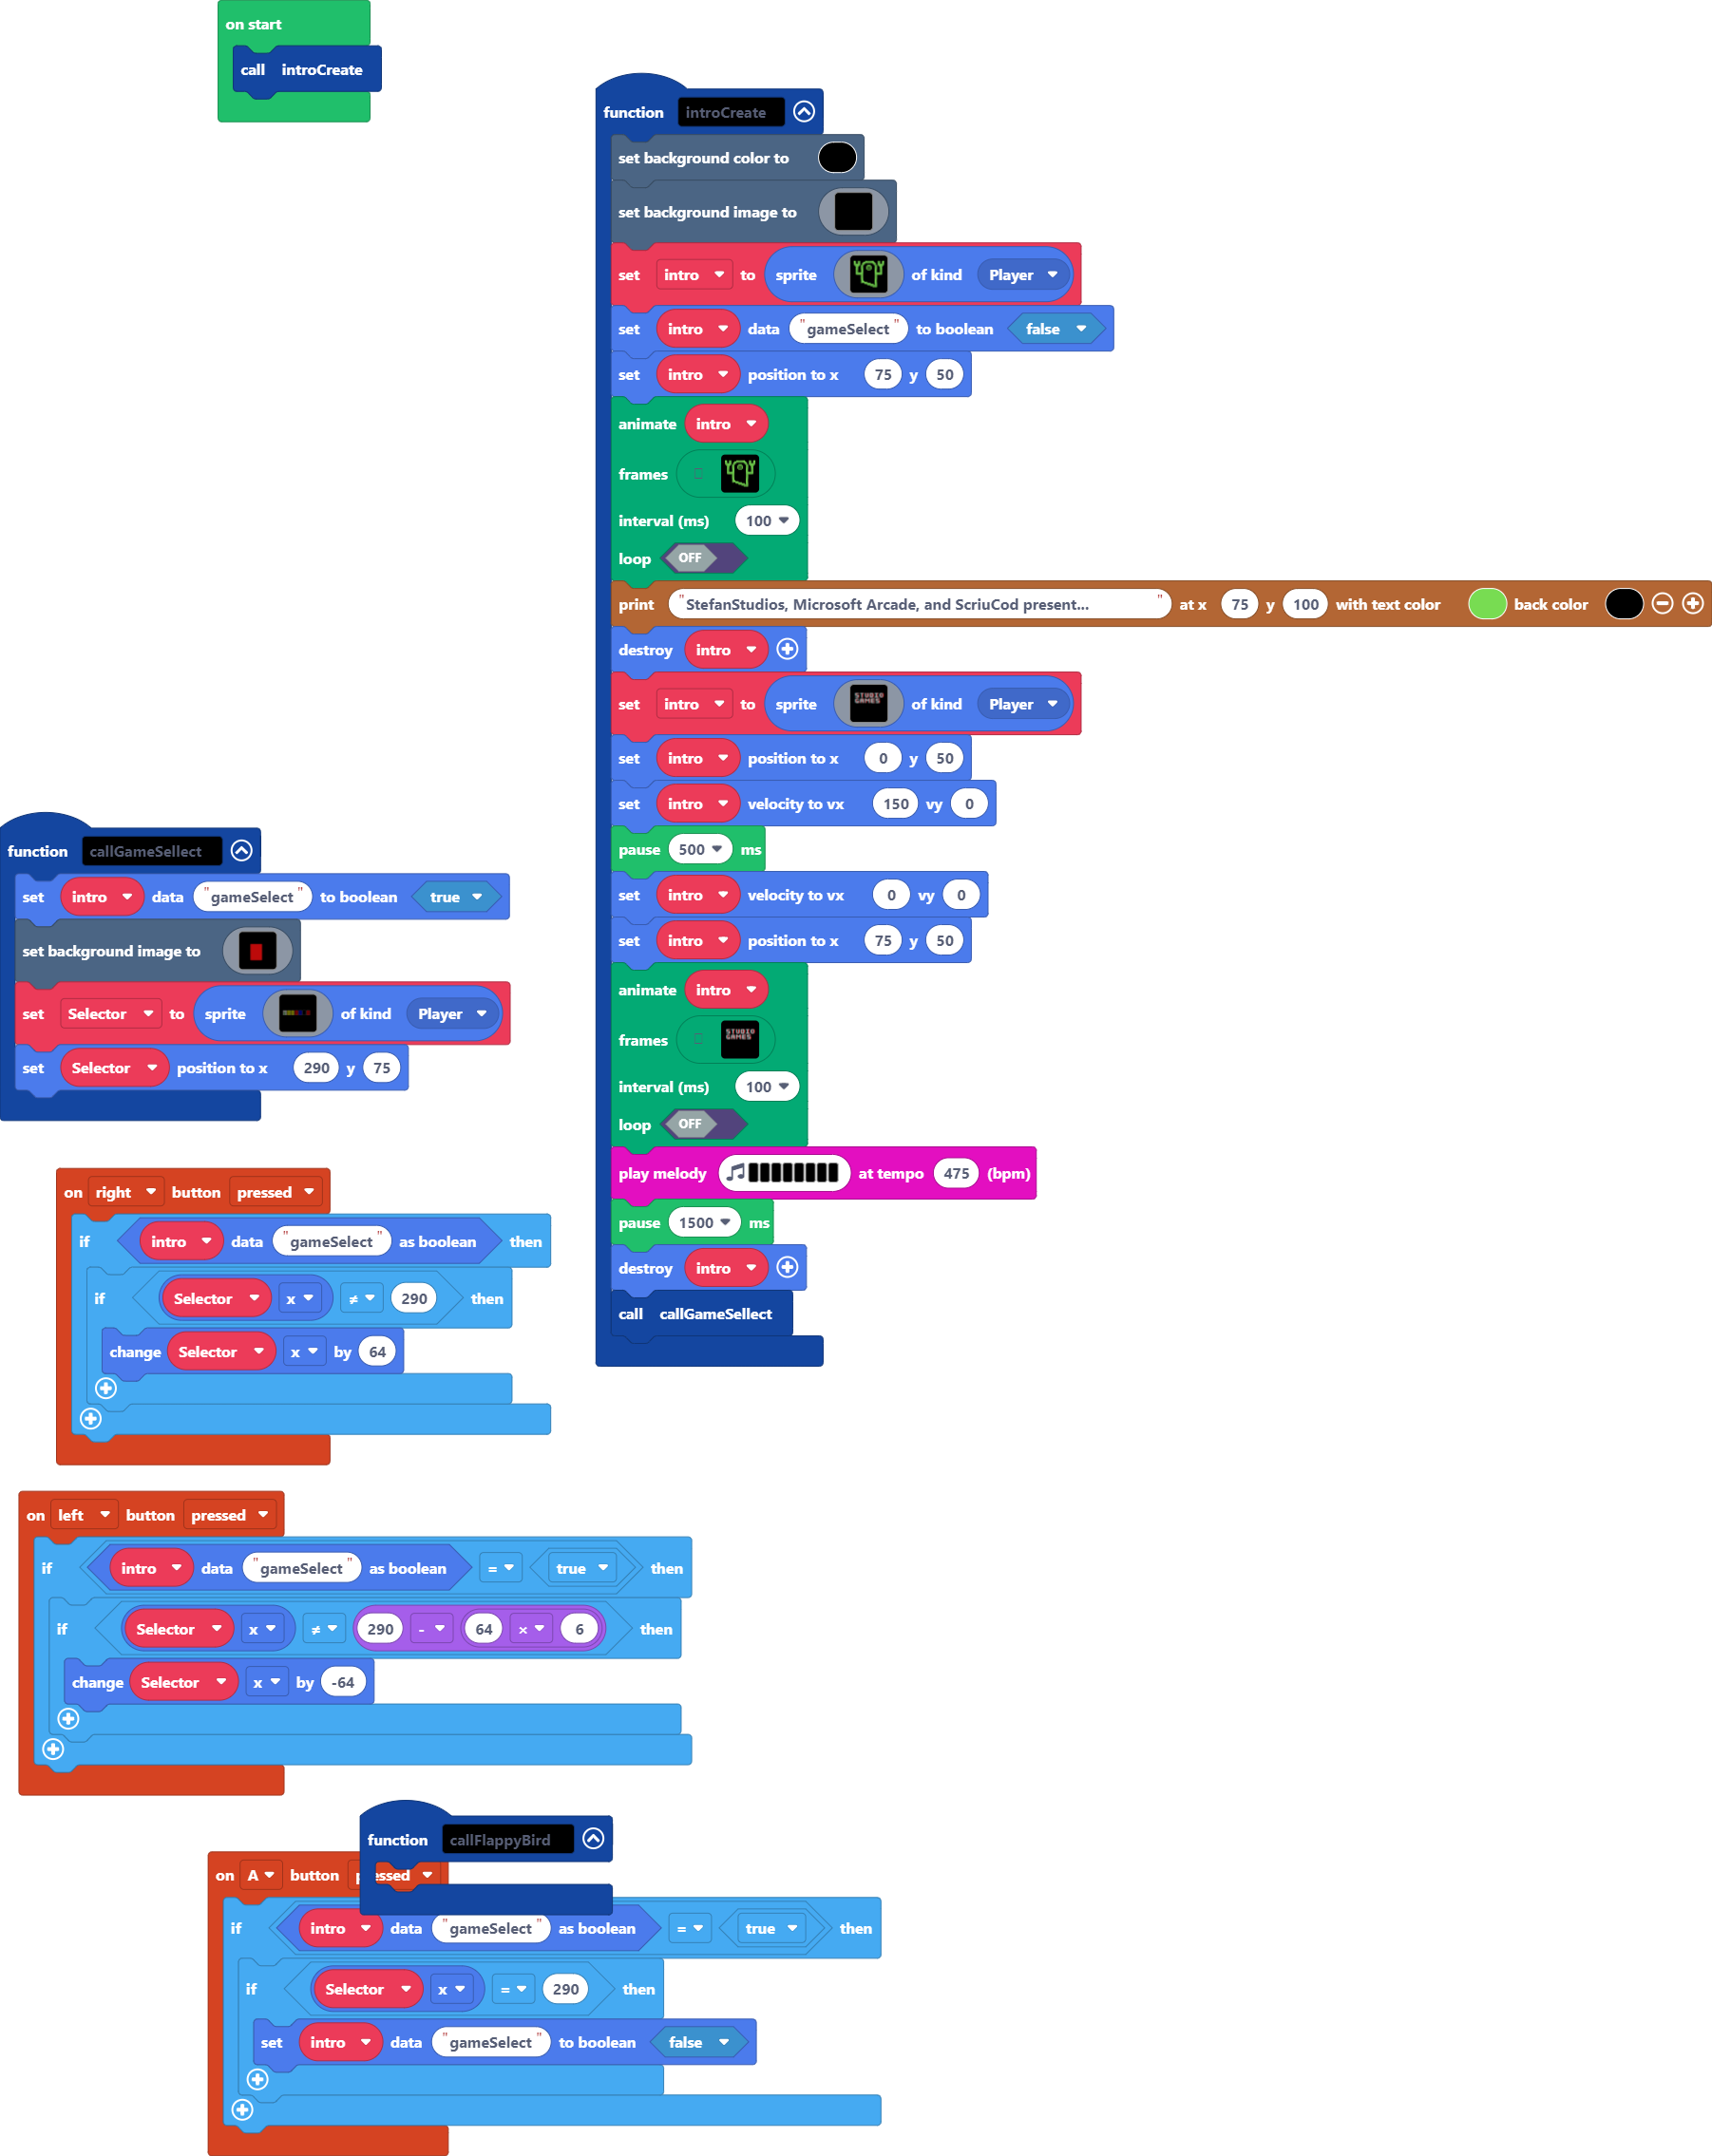 on start
call introCreate
function introCreate
set background color to
set background image to
set intro to sprite of kind Player
set intro data "gameSelect" to boolean false
set intro position to x 75 y 50
animate intro
frames
interval (ms) 100
loop OFF
print "StefanStudios, Microsoft Arcade, and ScriuCod present... " at x 75 y 100 with text color back color
destroy intro
set intro to sprite STUDIO GAMES of kind Player
set intro position to x 0 y 50
set intro velocity to vx 150 vy 0
pause 500 ms
set intro velocity to vx 0 vy 0
set intro position to x 75 y 50
animate intro
frames STUDIO GAMES
interval (ms) 100
loop OFF
play melody at tempo 475 (bpm)
pause 1500 ms
destroy intro
call callGameSellect
function callGameSellect
set intro data "gameSelect" to boolean true
set background image to
set Selector to sprite of kind Player
set Selector position to x 290 y 75
on right button pressed
if intro data "gameSelect" as boolean then
if Selector x ≠ 290 then
change Selector x by 64
on left button pressed
if intro data "gameSelect" as boolean = true then
if Selector x ≠ 290 - 64 × 6 then
change Selector x by -64
function callFlappyBird
on A button p essed
if intro data "gameSelect" as boolean = true then
if Selector x = 290 then
set intro data "gameSelect" to boolean false